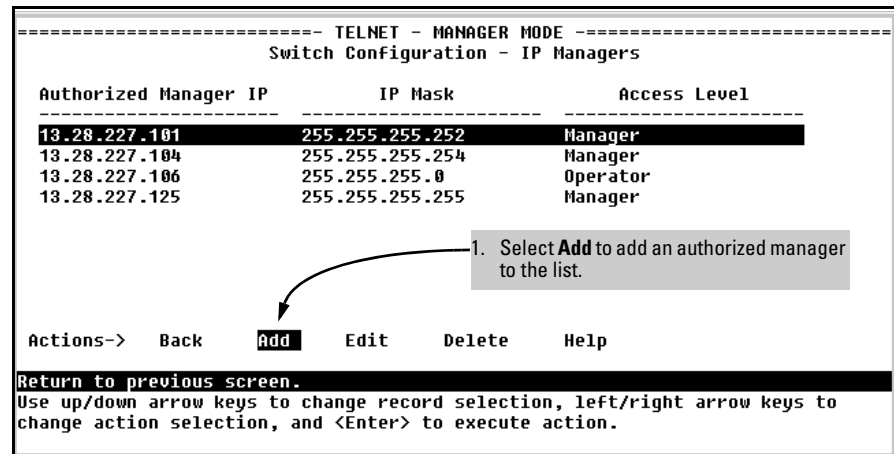 ===========================- TELNET - MANAGER MODE -============================
Switch Configuration - IP Managers
Authorized Manager IP IP Mask Access Level
---------------------- ---------------------- ----------------------
13.28.227.101 255.255.255.252 Manager
13.28.227.104 255.255.255.254 Manager
13.28.227.106 255.255.255.0 Operator
13.28.227.125 255.255.255.255 Manager
1. Select Add to add an authorized manager
to the list.
Actions-> Back Add Edit Delete Help
Return to previous screen.
Use up/down arrow keys to change record selection, left/right arrow keys to
change action selection, and <Enter> to execute action.